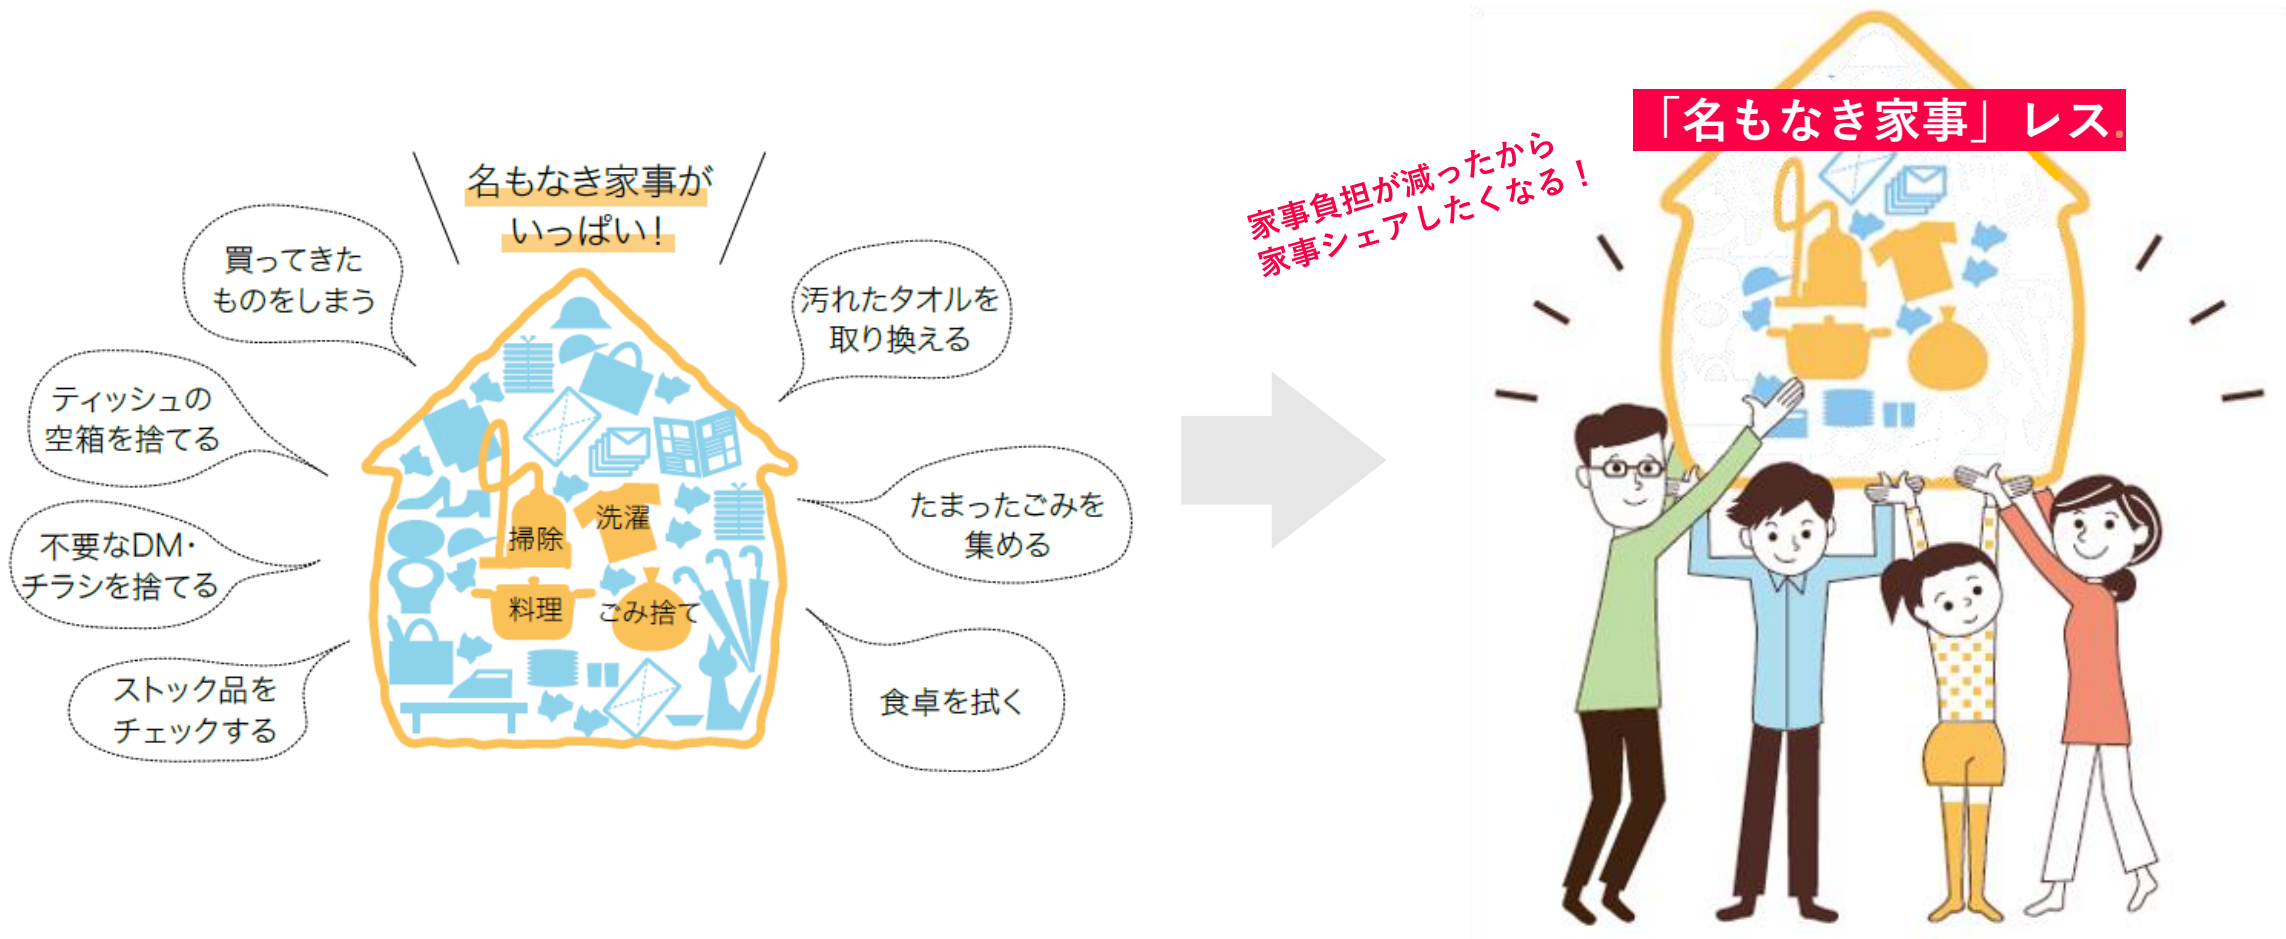 名もなき家事が
いっぱい！
買ってきた
ものをしまう
ティッシュの
空箱を捨てる
不要なDM・
チラシを捨てる
ストック品を
チェックする
汚れたタオルを
取り換える
たまったごみを
集める
食卓を拭く
掃除
洗濯
料理
ごみ捨て
家事負担が減ったから
家事シェアしたくなる！
「名もなき家事」レス.